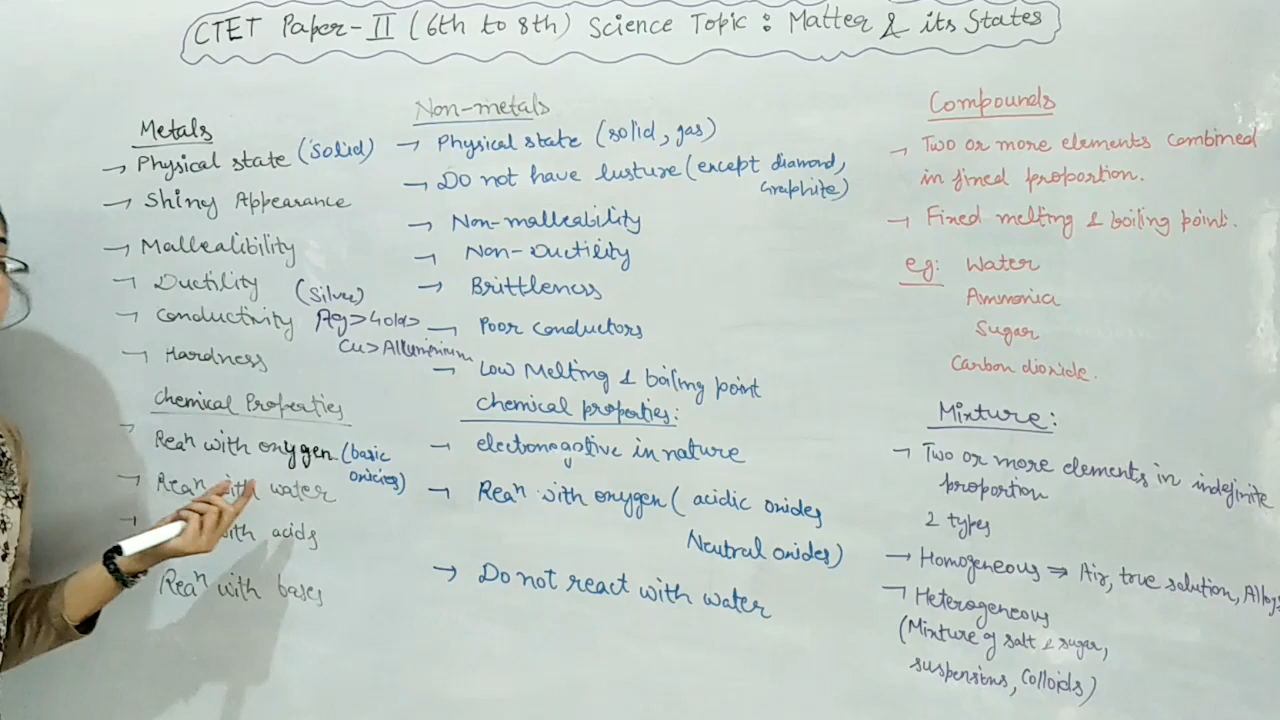 CTET Paper-II (6th to 8th) Science Topic: Matter & its States
Metals
→ Physical state (solid)
→ Shiny Appearance
→ Mallealibility
→ Ductility
→ Conductivity
(Silver)
Ag > Gold >
Cu > Alluminium
→ Hardness
Chemical Properties
Reaⁿ with oxygen (basic
oxides)
→ Reaⁿ with water
with acids
Reaⁿ with bases
Non-metals
→ Physical state (solid, gas)
→ Do not have lusture (except diamond,
Graphite)
→ Non-malleability
→ Non-Ductility
→ Brittleness
→ Poor conductors
→ Low Melting & boiling point
Chemical properties:
→ electronegative in nature
→ Reaⁿ with oxygen (acidic oxides
Neutral oxides)
→ Do not react with water
Compounds
→ Two or more elements combined
in fixed proportion.
→ Fixed melting & boiling point.
eg: Water
Ammonia
Sugar
Carbon dioxide.
Mixture:
→ Two or more elements in indefinite
proportion
2 types
→ Homogeneous ⇒ Air, true solution, Alloys
→ Heterogeneous
(Mixture of salt & sugar,
suspensions, Colloids)